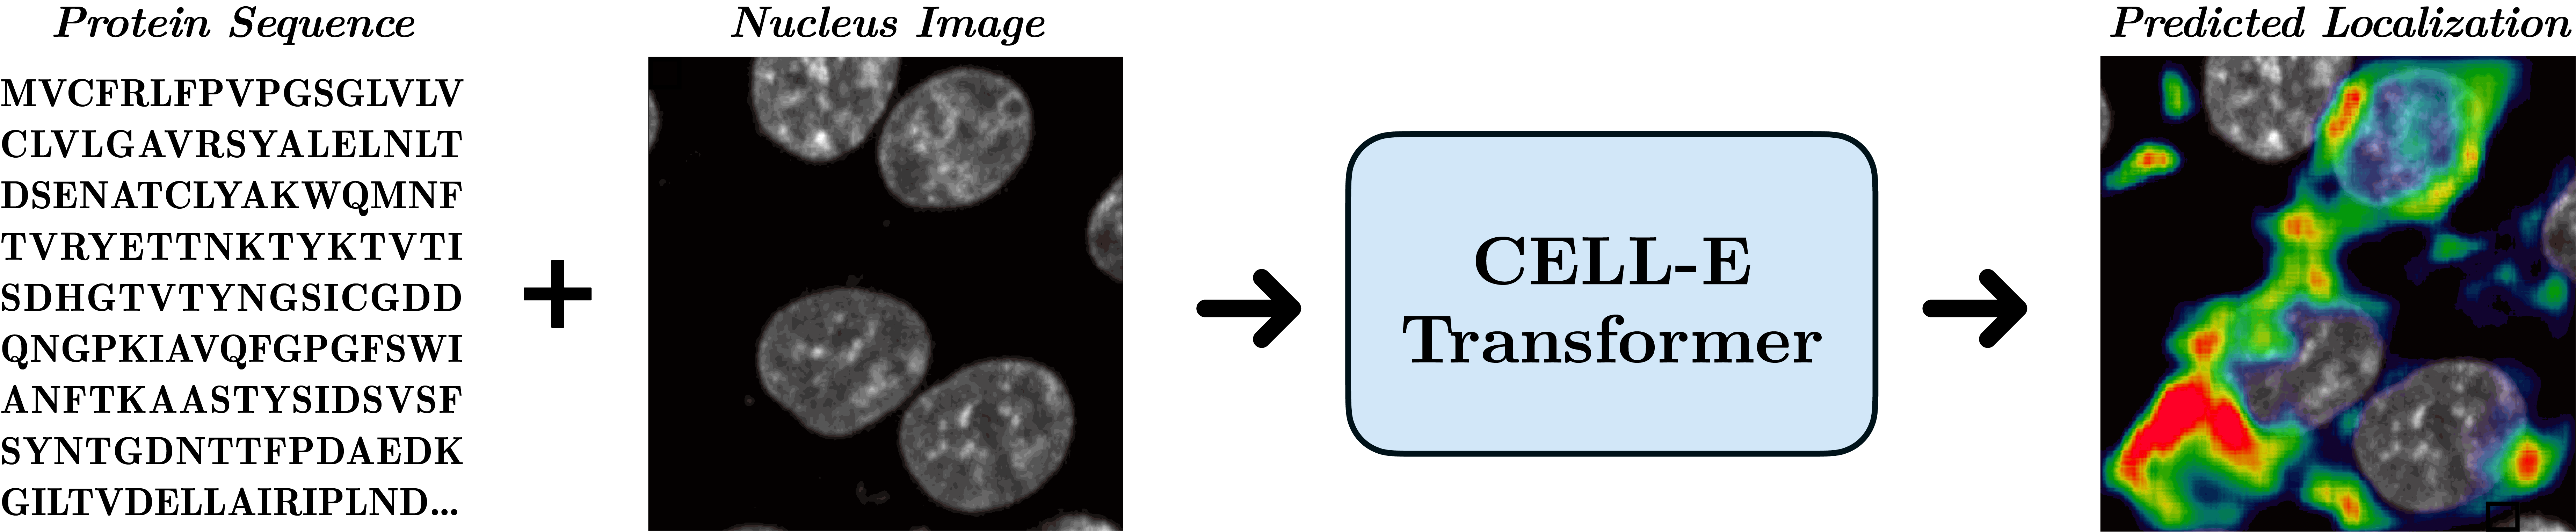 Protein Sequence
MVCFRLFPVPGSGLVLV
CLVLGAVRSYALELNLT
DSENATCLYAKWQMNF
TVRYETTNKTYKTVTI
SDHGTVTYNGSICGDD
QNGPKIAVQFGPGFSWI
ANFTKAASTYSIDSVSF
SYNTGDNTTFPDAEDK
GILTVDELLAIRIPLND...
+
Nucleus Image
CELL-E
Transformer
Predicted Localization